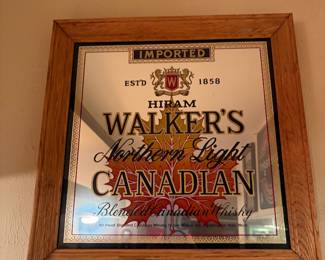 IMPORTED
ESTD 1858
HIRAM
WALKER'S
Northern Light
CANADIAN
Blended Canadian Whisky